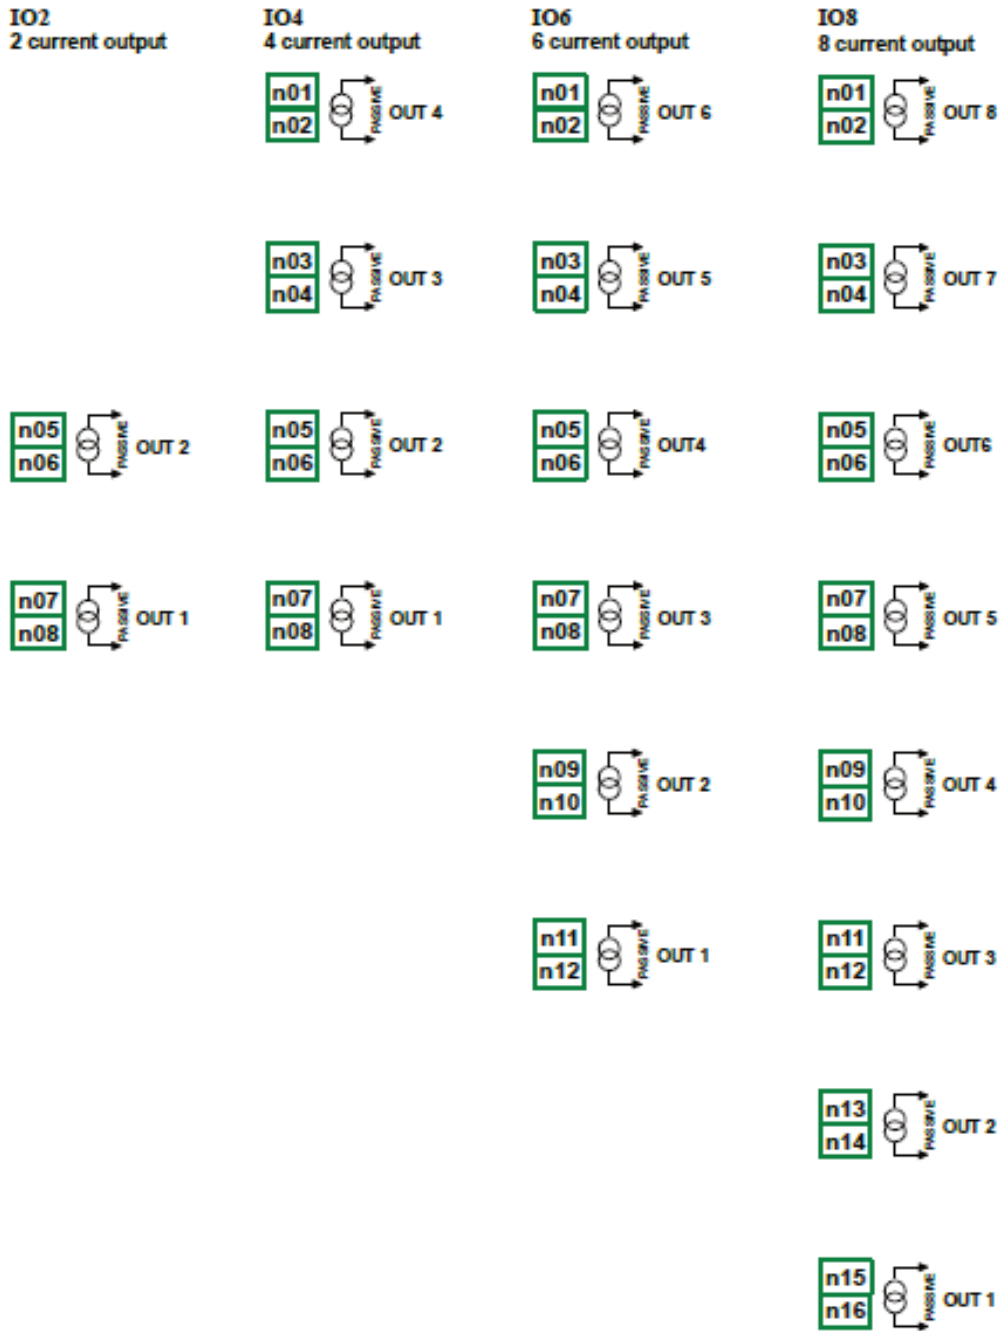 IO2
2 current output
n05
n06
PASSIVE
OUT 2
n07
n08
PASSIVE
OUT 1
IO4
4 current output
n01
n02
PASSIVE
OUT 4
n03
n04
PASSIVE
OUT 3
n05
n06
PASSIVE
OUT 2
n07
n08
PASSIVE
OUT 1
IO6
6 current output
n01
n02
PASSIVE
OUT 6
n03
n04
PASSIVE
OUT 5
n05
n06
PASSIVE
OUT4
n07
n08
PASSIVE
OUT 3
n09
n10
PASSIVE
OUT 2
n11
n12
PASSIVE
OUT 1
IO8
8 current output
n01
n02
PASSIVE
OUT 8
n03
n04
PASSIVE
OUT 7
n05
n06
PASSIVE
OUT6
n07
n08
PASSIVE
OUT 5
n09
n10
PASSIVE
OUT 4
n11
n12
PASSIVE
OUT 3
n13
n14
PASSIVE
OUT 2
n15
n16
PASSIVE
OUT 1